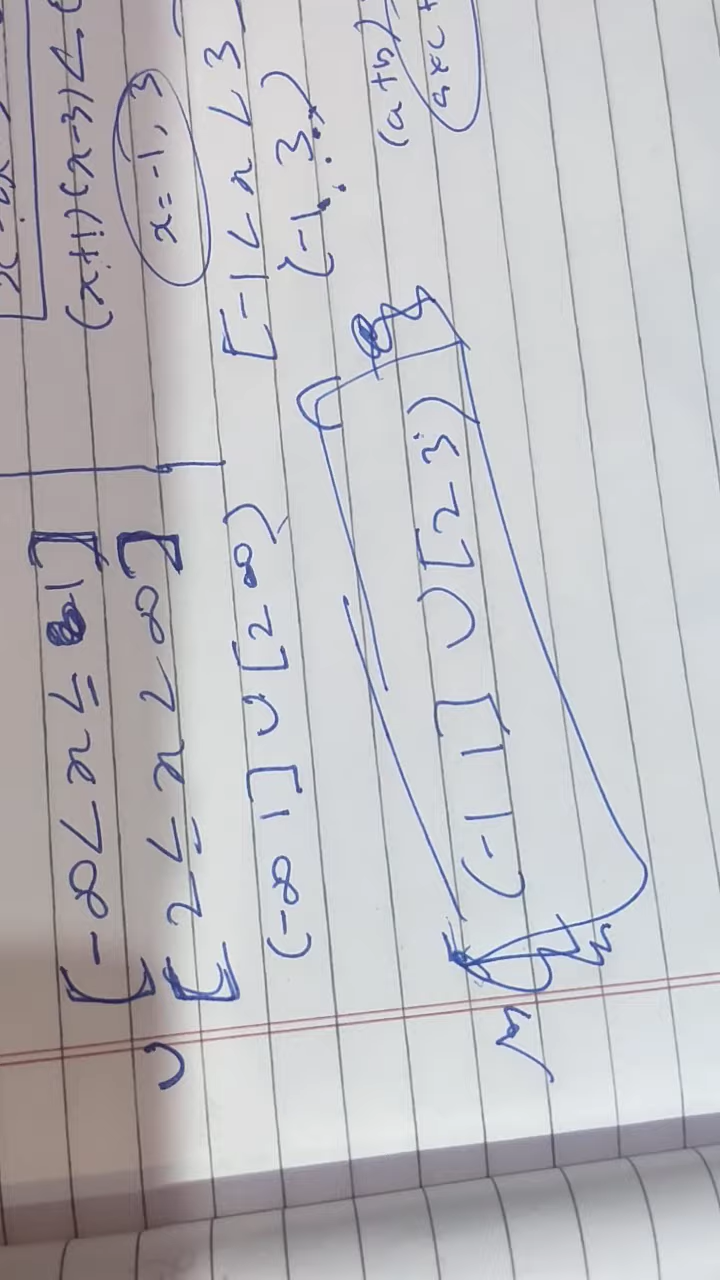 [-∞ < x ≤ 1]
∪ [2 ≤ x < ∞]
(-∞ 1] ∪ [2 ∞)
(x+1)(x-3) <
x = -1, 3
[-1 < x < 3
(-1, 3)
(-1 1] ∪ [2 3)
(a+b)